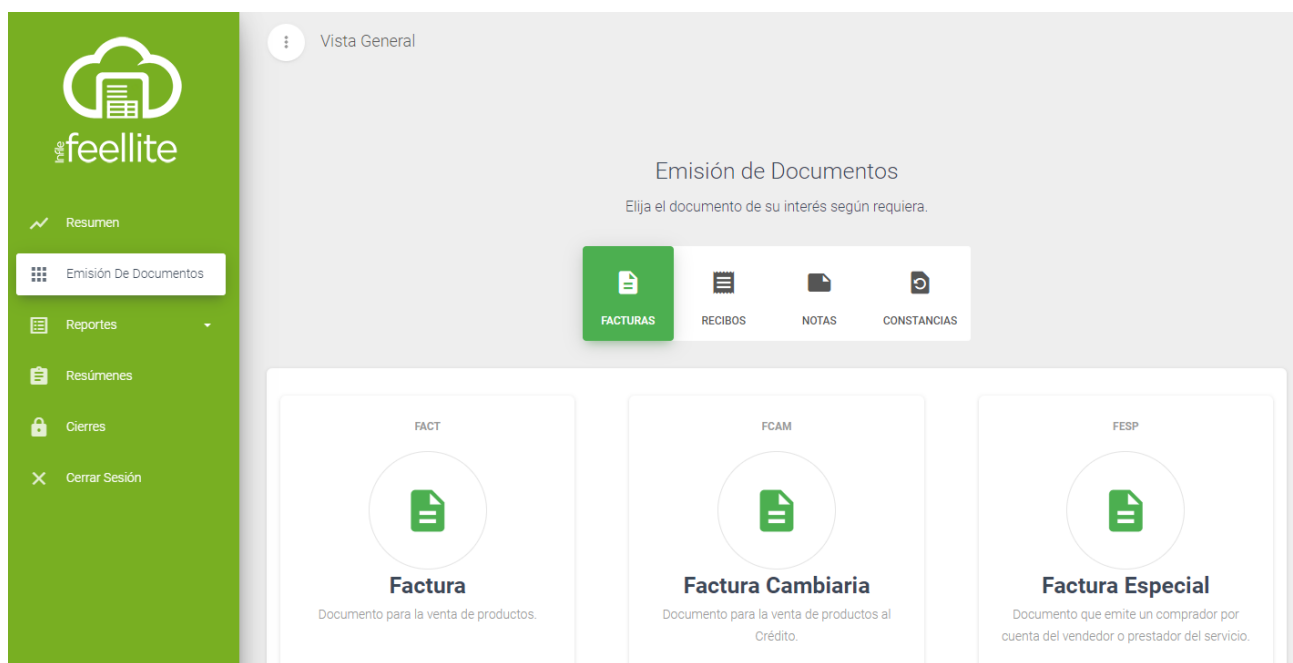 Infile feellite
Resumen
Emisión De Documentos
Reportes
Resúmenes
Cierres
Cerrar Sesión
Vista General
Emisión de Documentos
Elija el documento de su interés según requiera.
FACTURAS
RECIBOS
NOTAS
CONSTANCIAS
FACT
Factura
Documento para la venta de productos.
FCAM
Factura Cambiaria
Documento para la venta de productos al
Crédito.
FESP
Factura Especial
Documento que emite un comprador por
cuenta del vendedor o prestador del servicio.